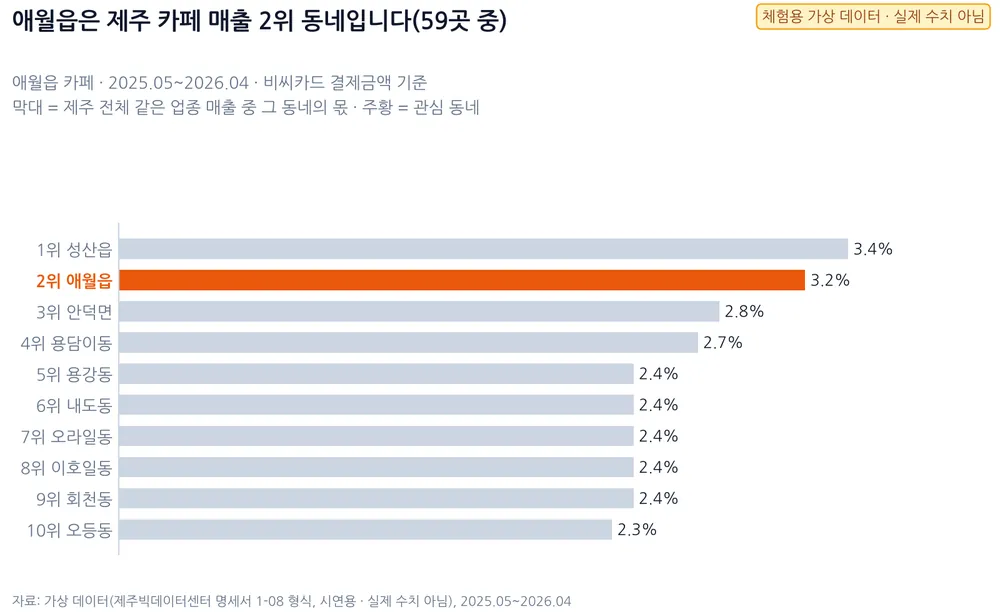 애월읍은 제주 카페 매출 2위 동네입니다(59곳 중)
체험용 가상 데이터 · 실제 수치 아님
애월읍 카페 · 2025.05~2026.04 · 비씨카드 결제금액 기준
막대 = 제주 전체 같은 업종 매출 중 그 동네의 몫 · 주황 = 관심 동네
1위 성산읍 3.4%
2위 애월읍 3.2%
3위 안덕면 2.8%
4위 용담이동 2.7%
5위 용강동 2.4%
6위 내도동 2.4%
7위 오라일동 2.4%
8위 이호일동 2.4%
9위 회천동 2.4%
10위 오등동 2.3%
자료: 가상 데이터(제주빅데이터센터 명세서 1-08 형식, 시연용 · 실제 수치 아님), 2025.05~2026.04